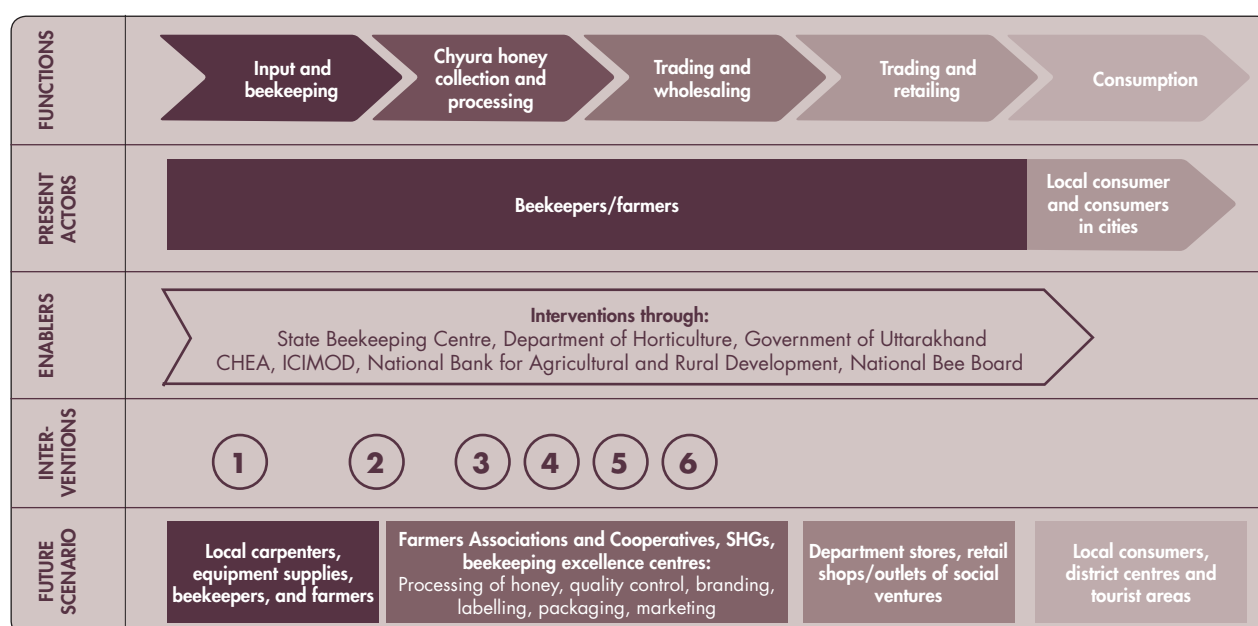 FUNCTIONS
Input and
beekeeping
Chyura honey
collection and
processing
Trading and
wholesaling
Trading and
retailing
Consumption
PRESENT
ACTORS
Beekeepers/farmers
Local consumer
and consumers
in cities
ENABLERS
Interventions through:
State Beekeeping Centre, Department of Horticulture, Government of Uttarakhand
CHEA, ICIMOD, National Bank for Agricultural and Rural Development, National Bee Board
INTER-
VENTIONS
1 2 3 4 5 6
FUTURE
SCENARIO
Local carpenters,
equipment supplies,
beekeepers, and farmers
Farmers Associations and Cooperatives, SHGs,
beekeeping excellence centres:
Processing of honey, quality control, branding,
labelling, packaging, marketing
Department stores, retail
shops/outlets of social
ventures
Local consumers,
district centres and
tourist areas